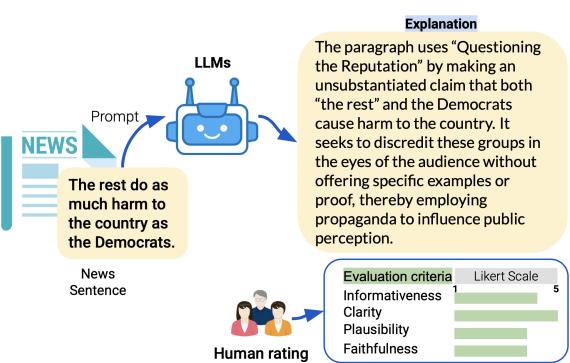 Explanation
The paragraph uses “Questioning
the Reputation” by making an
unsubstantiated claim that both
“the rest” and the Democrats
cause harm to the country. It
seeks to discredit these groups in
the eyes of the audience without
offering specific examples or
proof, thereby employing
propaganda to influence public
perception.
LLMs
Prompt
NEWS
The rest do as
much harm to
the country as
the Democrats.
News
Sentence
Human rating
Evaluation criteria Likert Scale
1 5
Informativeness
Clarity
Plausibility
Faithfulness